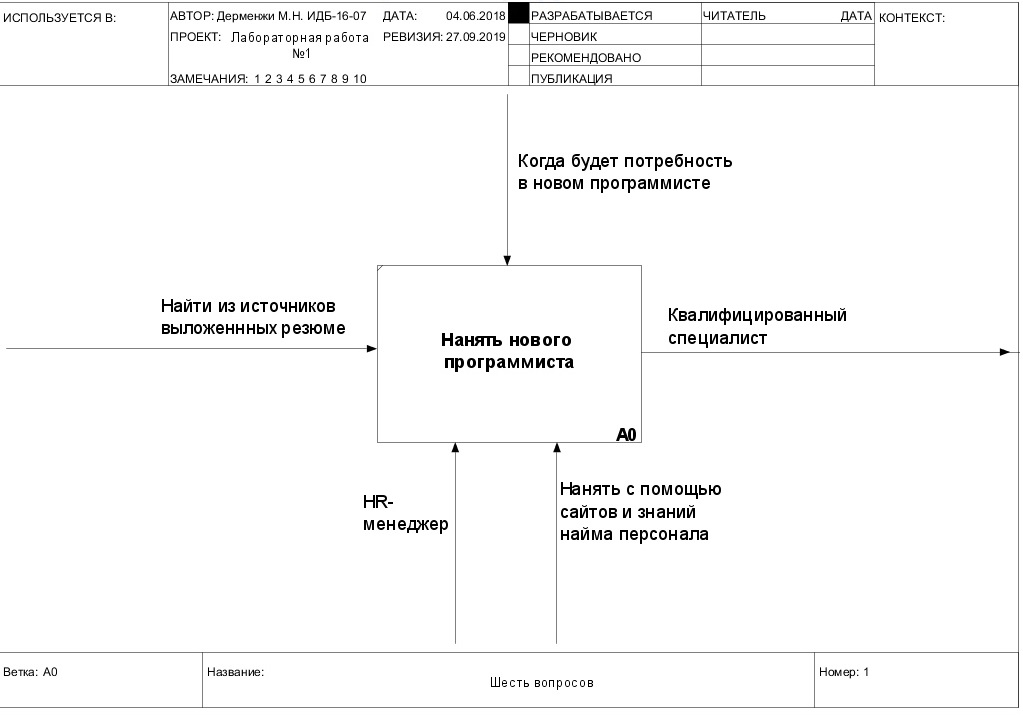 ИСПОЛЬЗУЕТСЯ В:
АВТОР: Дерменжи М.Н. ИДБ-16-07
ДАТА: 04.06.2018
ПРОЕКТ: Лабораторная работа
№1
РЕВИЗИЯ: 27.09.2019
ЗАМЕЧАНИЯ: 1 2 3 4 5 6 7 8 9 10
РАЗРАБАТЫВАЕТСЯ
ЧЕРНОВИК
РЕКОМЕНДОВАНО
ПУБЛИКАЦИЯ
ЧИТАТЕЛЬ
ДАТА
КОНТЕКСТ:
Когда будет потребность
в новом программисте
Найти из источников
выложеннных резюме
Нанять нового
программиста
A0
Квалифицированный
специалист
HR-
менеджер
Нанять с помощью
сайтов и знаний
найма персонала
Ветка: A0
Название:
Шесть вопросов
Номер: 1